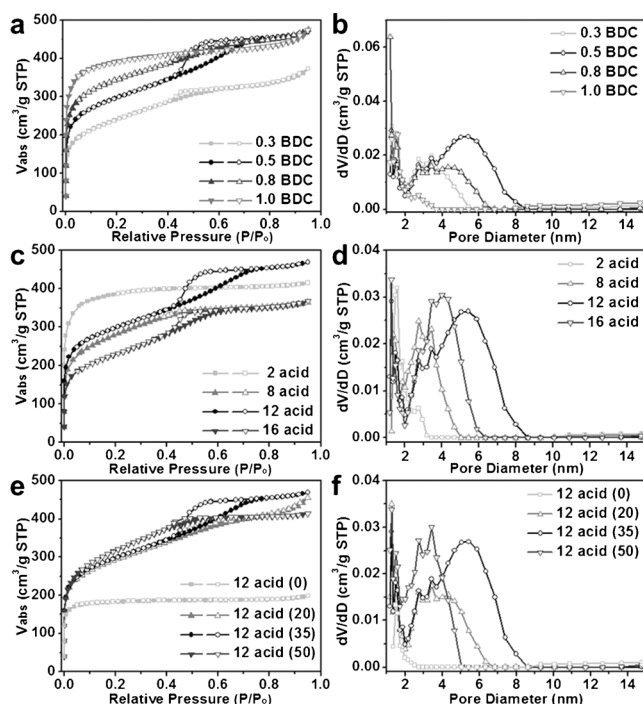 a
500
400
300
200
100
0
0.0 0.2 0.4 0.6 0.8 1.0
Vabs (cm³/g STP)
Relative Pressure (P/Pₒ)
0.3 BDC
0.5 BDC
0.8 BDC
1.0 BDC
b
0.06
0.04
0.02
0.00
2 4 6 8 10 12 14
dV/dD (cm³/g STP)
Pore Diameter (nm)
0.3 BDC
0.5 BDC
0.8 BDC
1.0 BDC
c
500
400
300
200
100
0
0.0 0.2 0.4 0.6 0.8 1.0
Vabs (cm³/g STP)
Relative Pressure (P/Pₒ)
2 acid
8 acid
12 acid
16 acid
d
0.04
0.03
0.02
0.01
0.00
2 4 6 8 10 12 14
dV/dD (cm³/g STP)
Pore Diameter (nm)
2 acid
8 acid
12 acid
16 acid
e
500
400
300
200
100
0
0.0 0.2 0.4 0.6 0.8 1.0
Vabs (cm³/g STP)
Relative Pressure (P/Pₒ)
12 acid (0)
12 acid (20)
12 acid (35)
12 acid (50)
f
0.04
0.03
0.02
0.01
0.00
2 4 6 8 10 12 14
dV/dD (cm³/g STP)
Pore Diameter (nm)
12 acid (0)
12 acid (20)
12 acid (35)
12 acid (50)